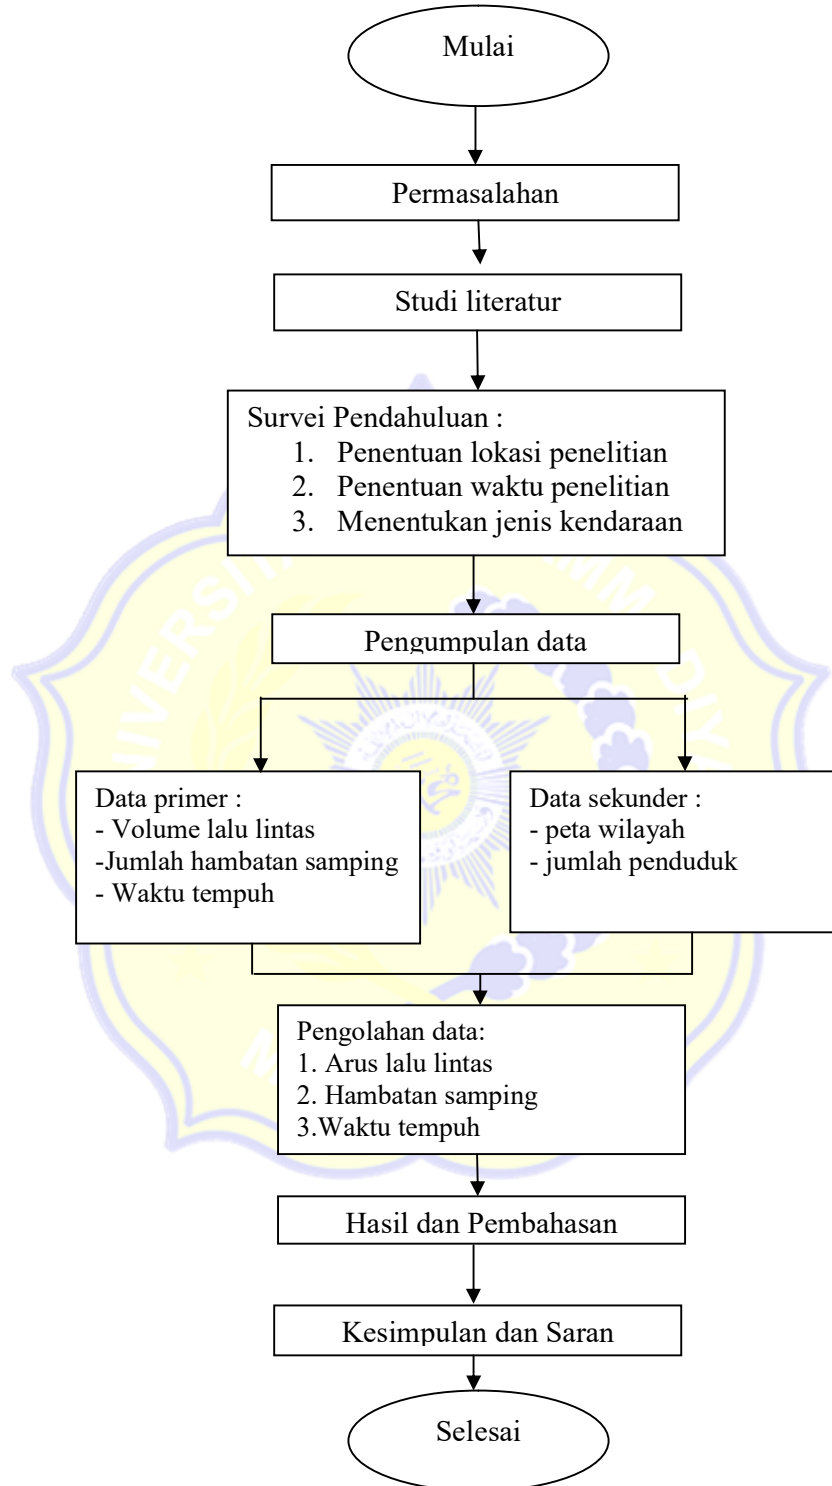 Mulai
Permasalahan
Studi literatur
Survei Pendahuluan :
1. Penentuan lokasi penelitian
2. Penentuan waktu penelitian
3. Menentukan jenis kendaraan
Pengumpulan data
Data primer :
- Volume lalu lintas
-Jumlah hambatan samping
- Waktu tempuh
Data sekunder :
- peta wilayah
- jumlah penduduk
Pengolahan data:
1. Arus lalu lintas
2. Hambatan samping
3.Waktu tempuh
Hasil dan Pembahasan
Kesimpulan dan Saran
Selesai